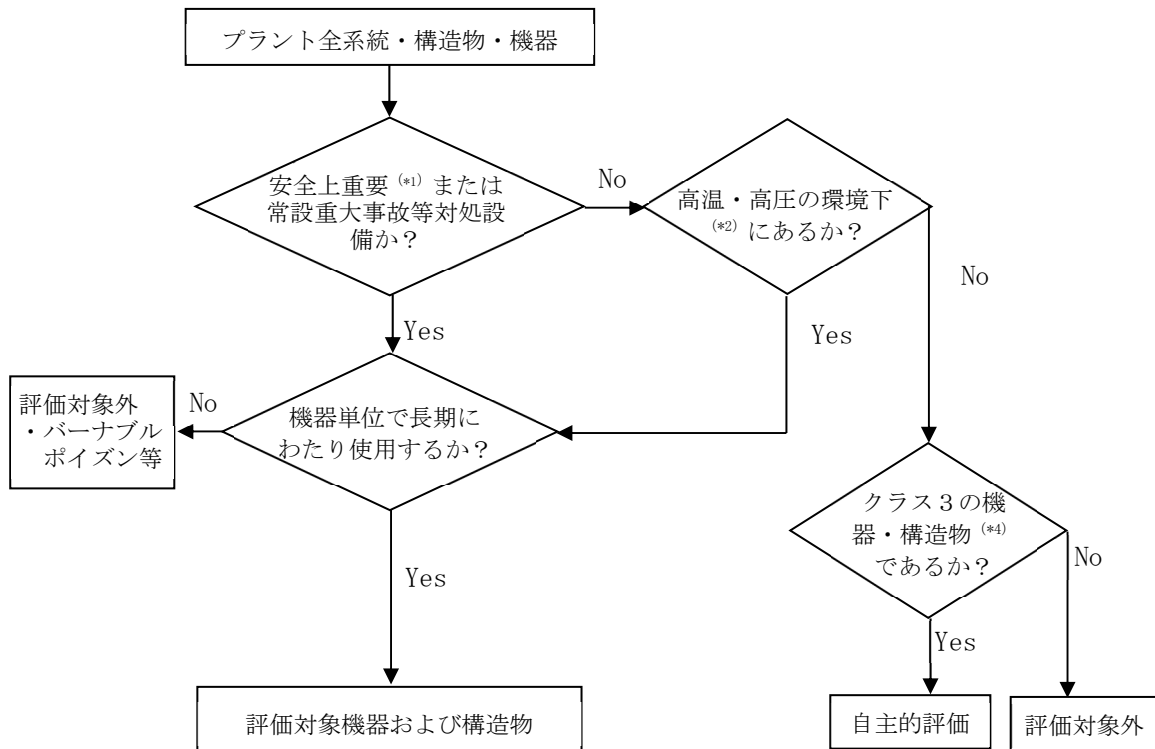 プラント全系統・構造物・機器
安全上重要(*1)または
常設重大事故等対処設
備か？
No
高温・高圧の環境下
(*2)にあるか？
No
Yes
Yes
評価対象外
・バーナブル
ポイズン等
No
機器単位で長期に
わたり使用するか？
クラス３の機
器・構造物(*4)
であるか？
Yes
No
Yes
評価対象機器および構造物
自主的評価
評価対象外